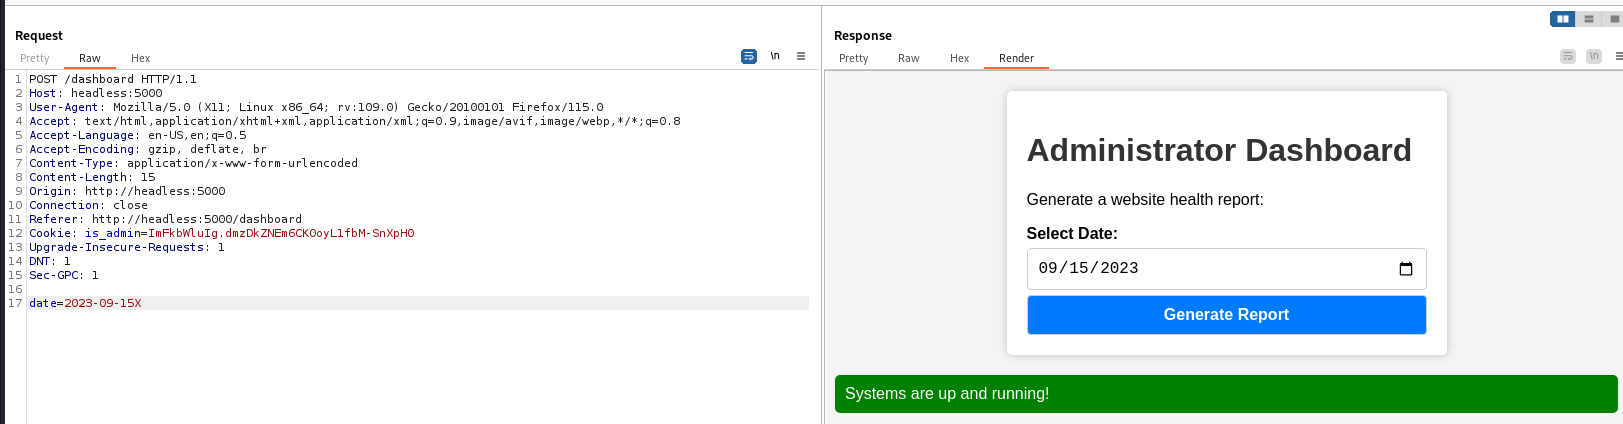 Request
Pretty Raw Hex
\n
1 POST /dashboard HTTP/1.1
2 Host: headless:5000
3 User-Agent: Mozilla/5.0 (X11; Linux x86_64; rv:109.0) Gecko/20100101 Firefox/115.0
4 Accept: text/html,application/xhtml+xml,application/xml;q=0.9,image/avif,image/webp,*/*;q=0.8
5 Accept-Language: en-US,en;q=0.5
6 Accept-Encoding: gzip, deflate, br
7 Content-Type: application/x-www-form-urlencoded
8 Content-Length: 15
9 Origin: http://headless:5000
10 Connection: close
11 Referer: http://headless:5000/dashboard
12 Cookie: is_admin=ImFkbWluIg.dmzDkZNEm6CK0oyL1fbM-SnXpH0
13 Upgrade-Insecure-Requests: 1
14 DNT: 1
15 Sec-GPC: 1
16
17 date=2023-09-15X
Response
Pretty Raw Hex Render
\n
Administrator Dashboard
Generate a website health report:
Select Date:
09/15/2023
Generate Report
Systems are up and running!